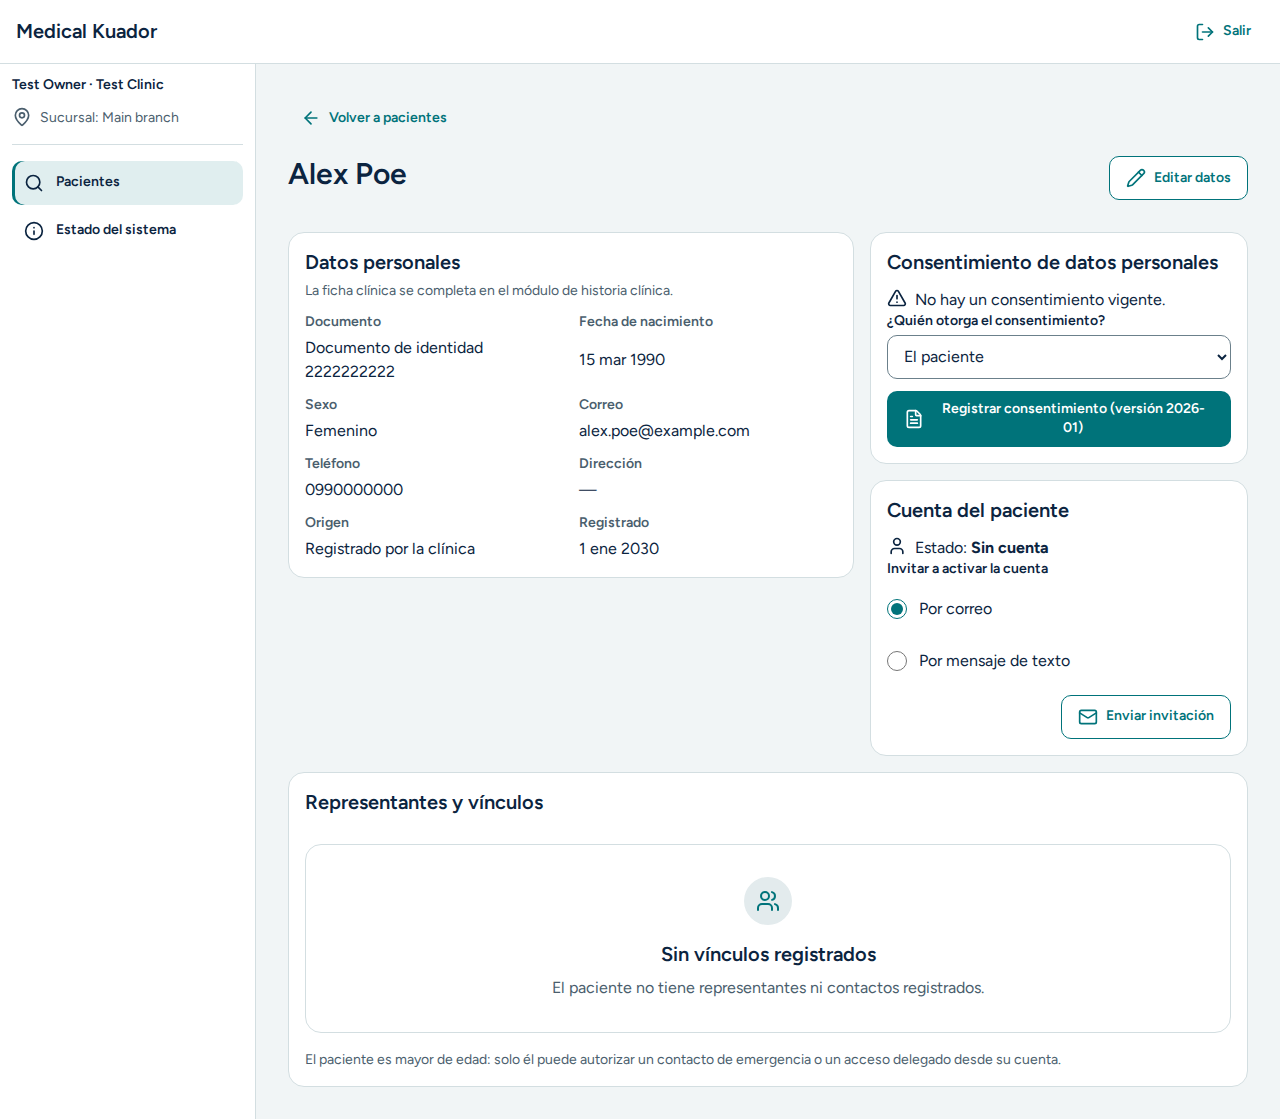 Medical Kuador
Salir
Test Owner · Test Clinic
Sucursal: Main branch
Pacientes
Estado del sistema
Volver a pacientes
Alex Poe
Editar datos
Datos personales
La ficha clínica se completa en el módulo de historia clínica.
Documento
Documento de identidad
2222222222
Fecha de nacimiento
15 mar 1990
Sexo
Femenino
Correo
alex.poe@example.com
Teléfono
0990000000
Dirección
—
Origen
Registrado por la clínica
Registrado
1 ene 2030
Consentimiento de datos personales
No hay un consentimiento vigente.
¿Quién otorga el consentimiento?
El paciente
Registrar consentimiento (versión 2026-
01)
Cuenta del paciente
Estado: Sin cuenta
Invitar a activar la cuenta
Por correo
Por mensaje de texto
Enviar invitación
Representantes y vínculos
Sin vínculos registrados
El paciente no tiene representantes ni contactos registrados.
El paciente es mayor de edad: solo él puede autorizar un contacto de emergencia o un acceso delegado desde su cuenta.